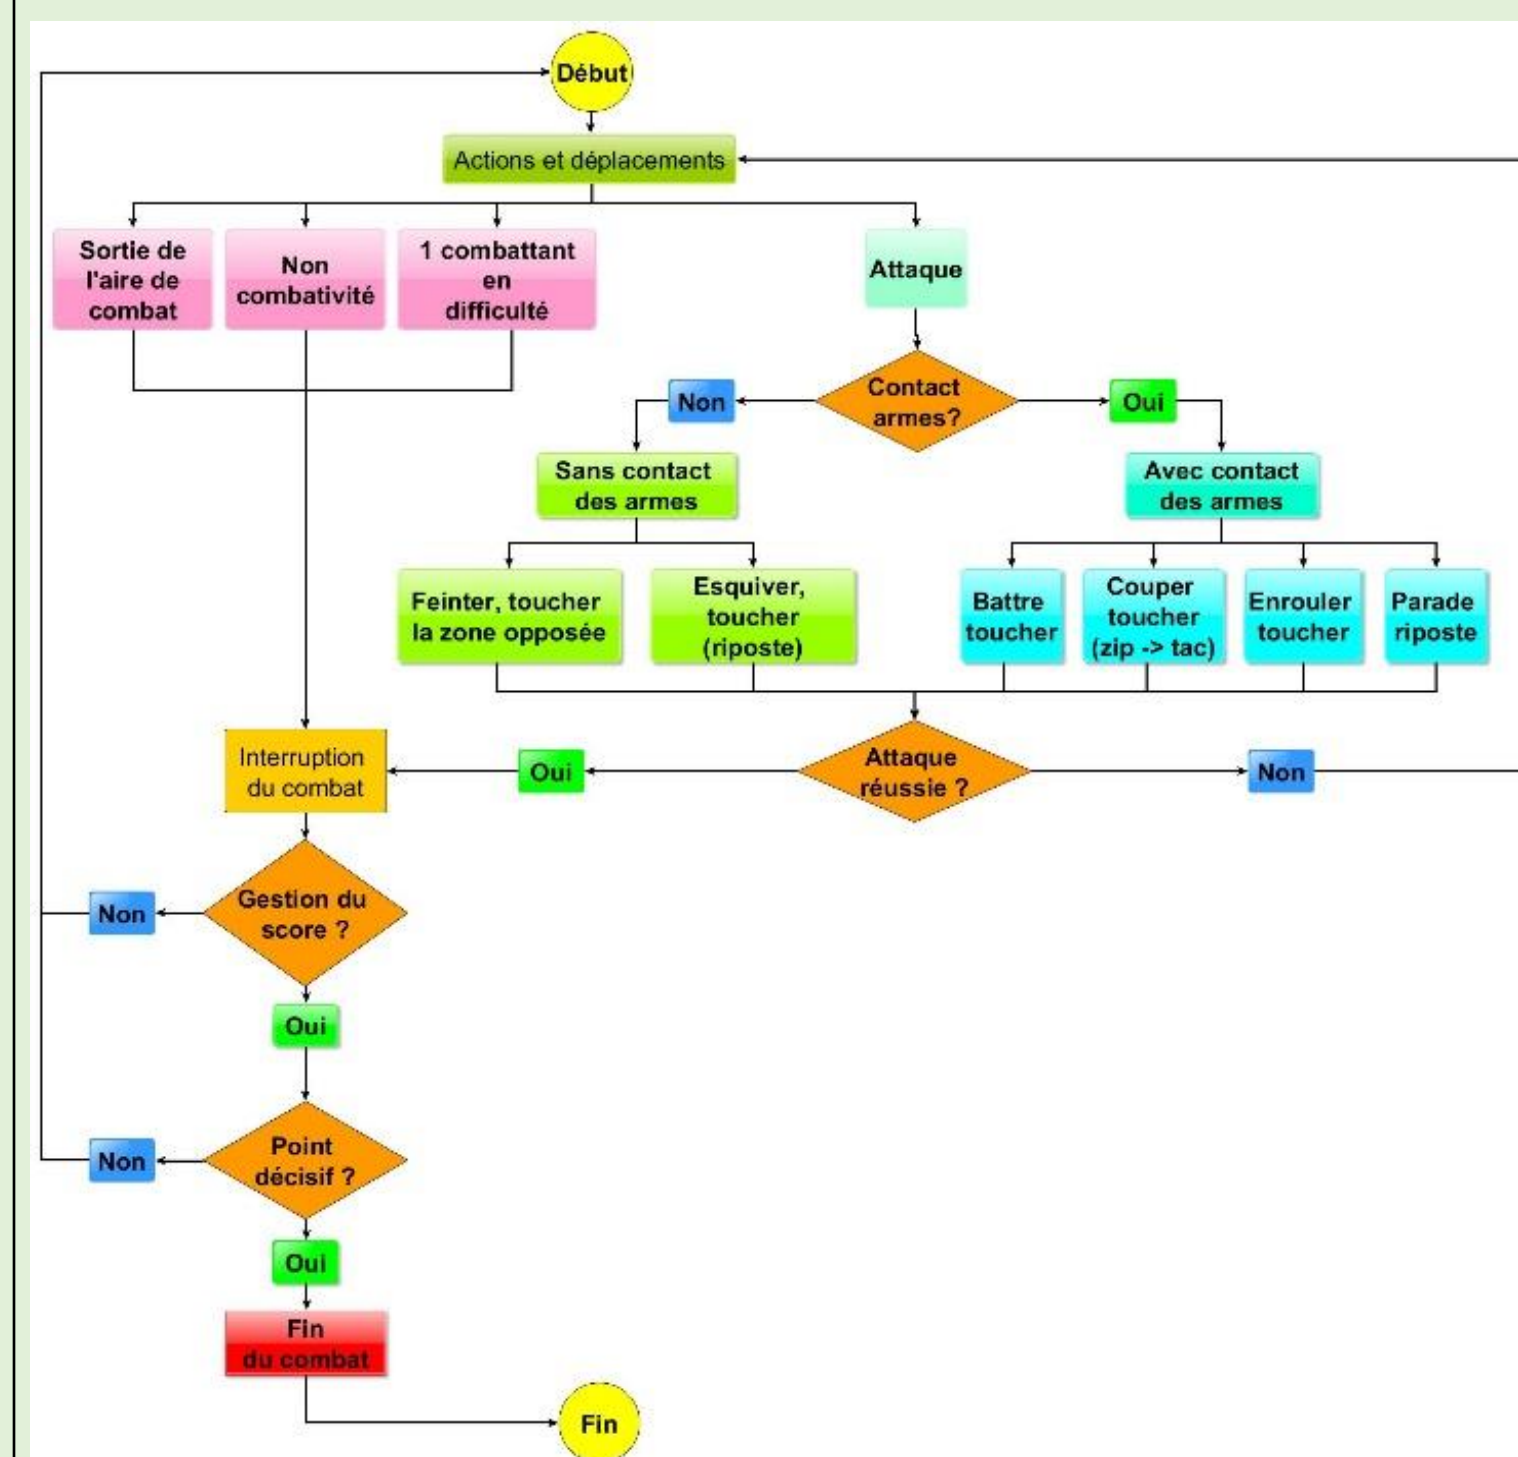 Début
Actions et déplacements
Sortie de
l'aire de
combat
Non
combativité
1 combattant
en
difficulté
Attaque
Contact
armes?
Non
Oui
Sans contact
des armes
Avec contact
des armes
Feinter, toucher
la zone opposée
Esquiver,
toucher
(riposte)
Battre
toucher
Couper
toucher
(zip -> tac)
Enrouler
toucher
Parade
riposte
Interruption
du combat
Oui
Attaque
réussie ?
Non
Gestion du
score ?
Non
Oui
Point
décisif ?
Non
Oui
Fin
du combat
Fin